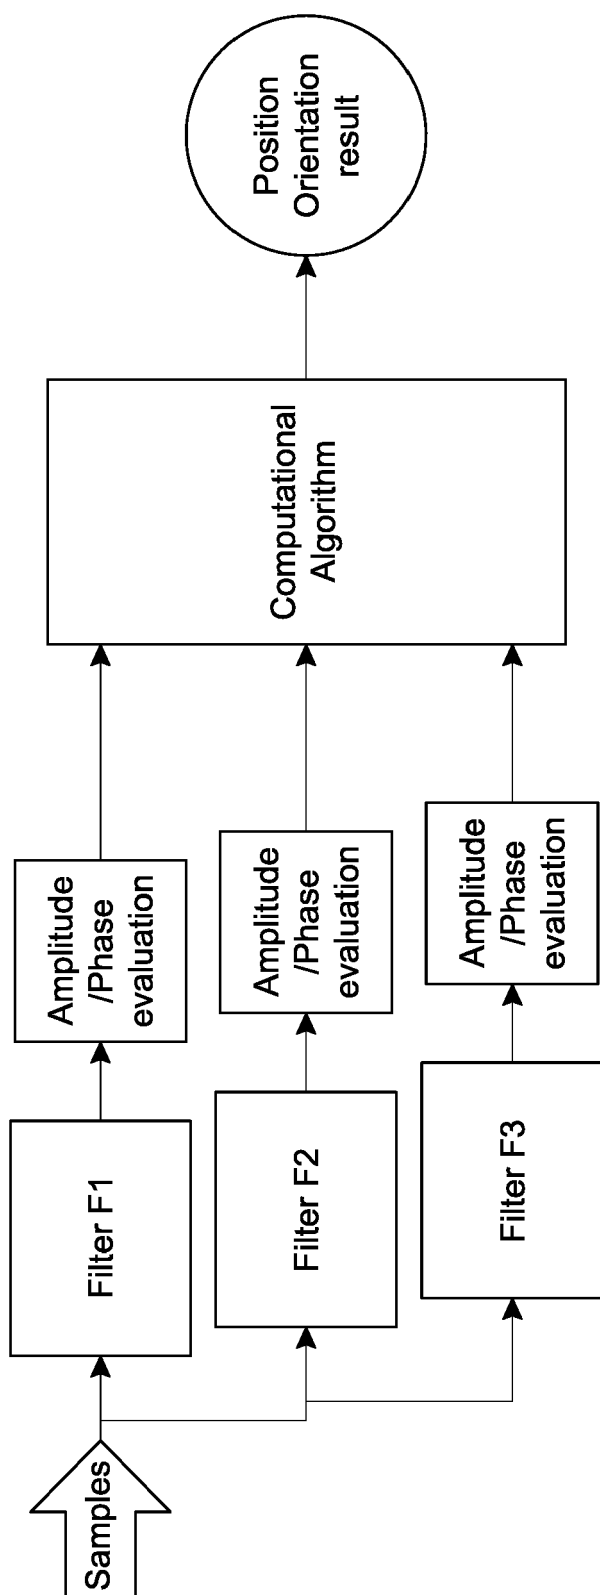 Samples
Filter F1
Amplitude
/Phase
evaluation
Filter F2
Amplitude
/Phase
evaluation
Filter F3
Amplitude
/Phase
evaluation
Computational
Algorithm
Position
Orientation
result